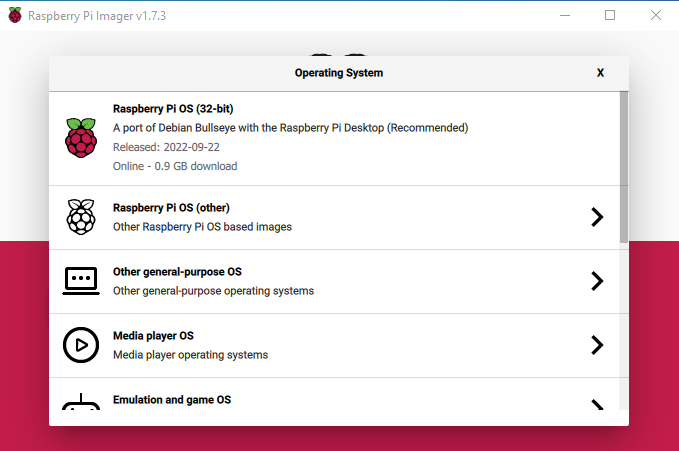 Raspberry Pi Imager v1.7.3
Operating System
X
Raspberry Pi OS (32-bit)
A port of Debian Bullseye with the Raspberry Pi Desktop (Recommended)
Released: 2022-09-22
Online - 0.9 GB download
Raspberry Pi OS (other)
Other Raspberry Pi OS based images
Other general-purpose OS
Other general-purpose operating systems
Media player OS
Media player operating systems
Emulation and game OS